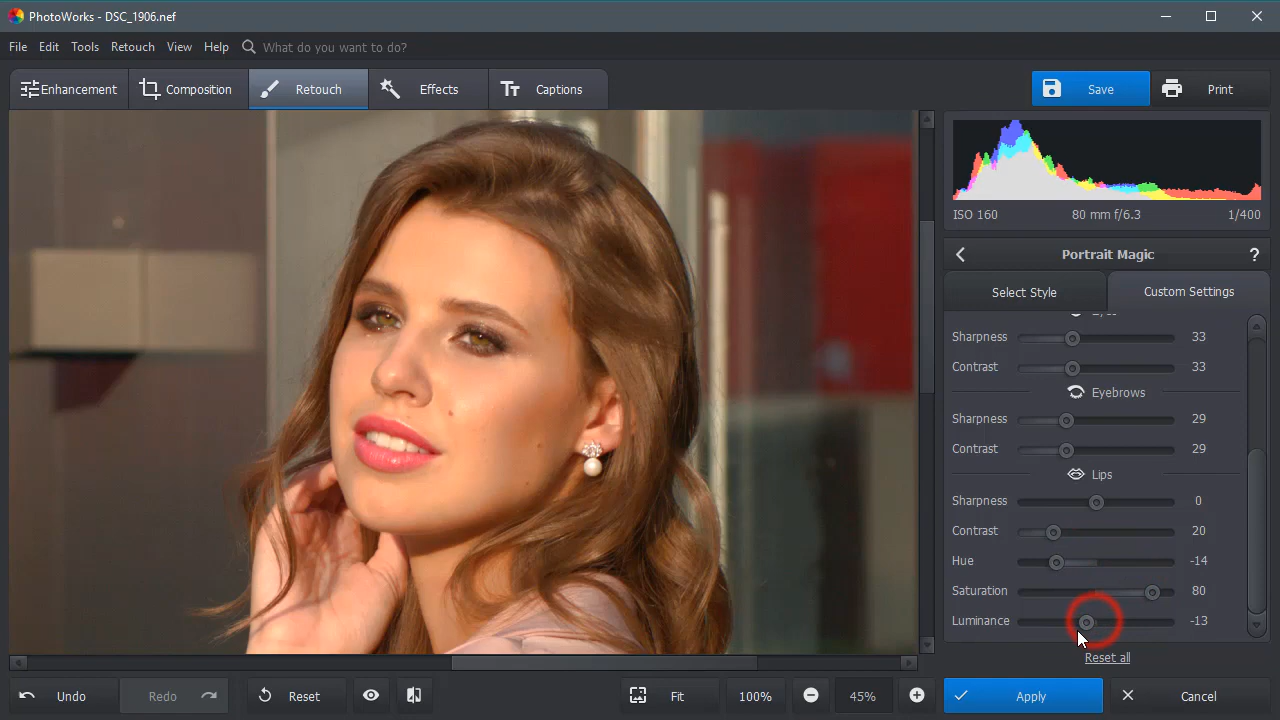 PhotoWorks - DSC_1906.nef
File Edit Tools Retouch View Help What do you want to do?
Enhancement Composition Retouch Effects Captions Save Print
ISO 160 80 mm f/6.3 1/400
Portrait Magic ?
Select Style Custom Settings
Sharpness 33
Contrast 33
Eyebrows
Sharpness 29
Contrast 29
Lips
Sharpness 0
Contrast 20
Hue -14
Saturation 80
Luminance -13
Reset all
Undo Redo Reset Fit 100% 45% Apply Cancel